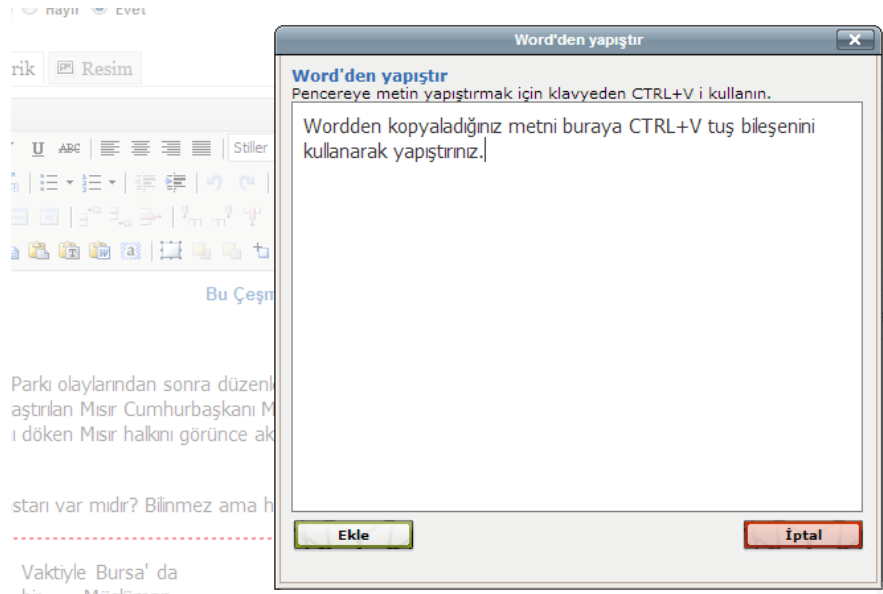 Hayır Evet
Word'den yapıştır
rik Resim
Word'den yapıştır
Pencereye metin yapıştırmak için klavyeden CTRL+V i kullanın.
Wordden kopyaladığınız metni buraya CTRL+V tuş bileşenini
kullanarak yapıştırınız.
U ABC Stiller
Bu Çeşm
Parkı olaylarından sonra düzenl
aştırılan Mısır Cumhurbaşkanı M
ı döken Mısır halkını görünce ak
starı var mıdır? Bilinmez ama h
Ekle İptal
Vaktiyle Bursa' da